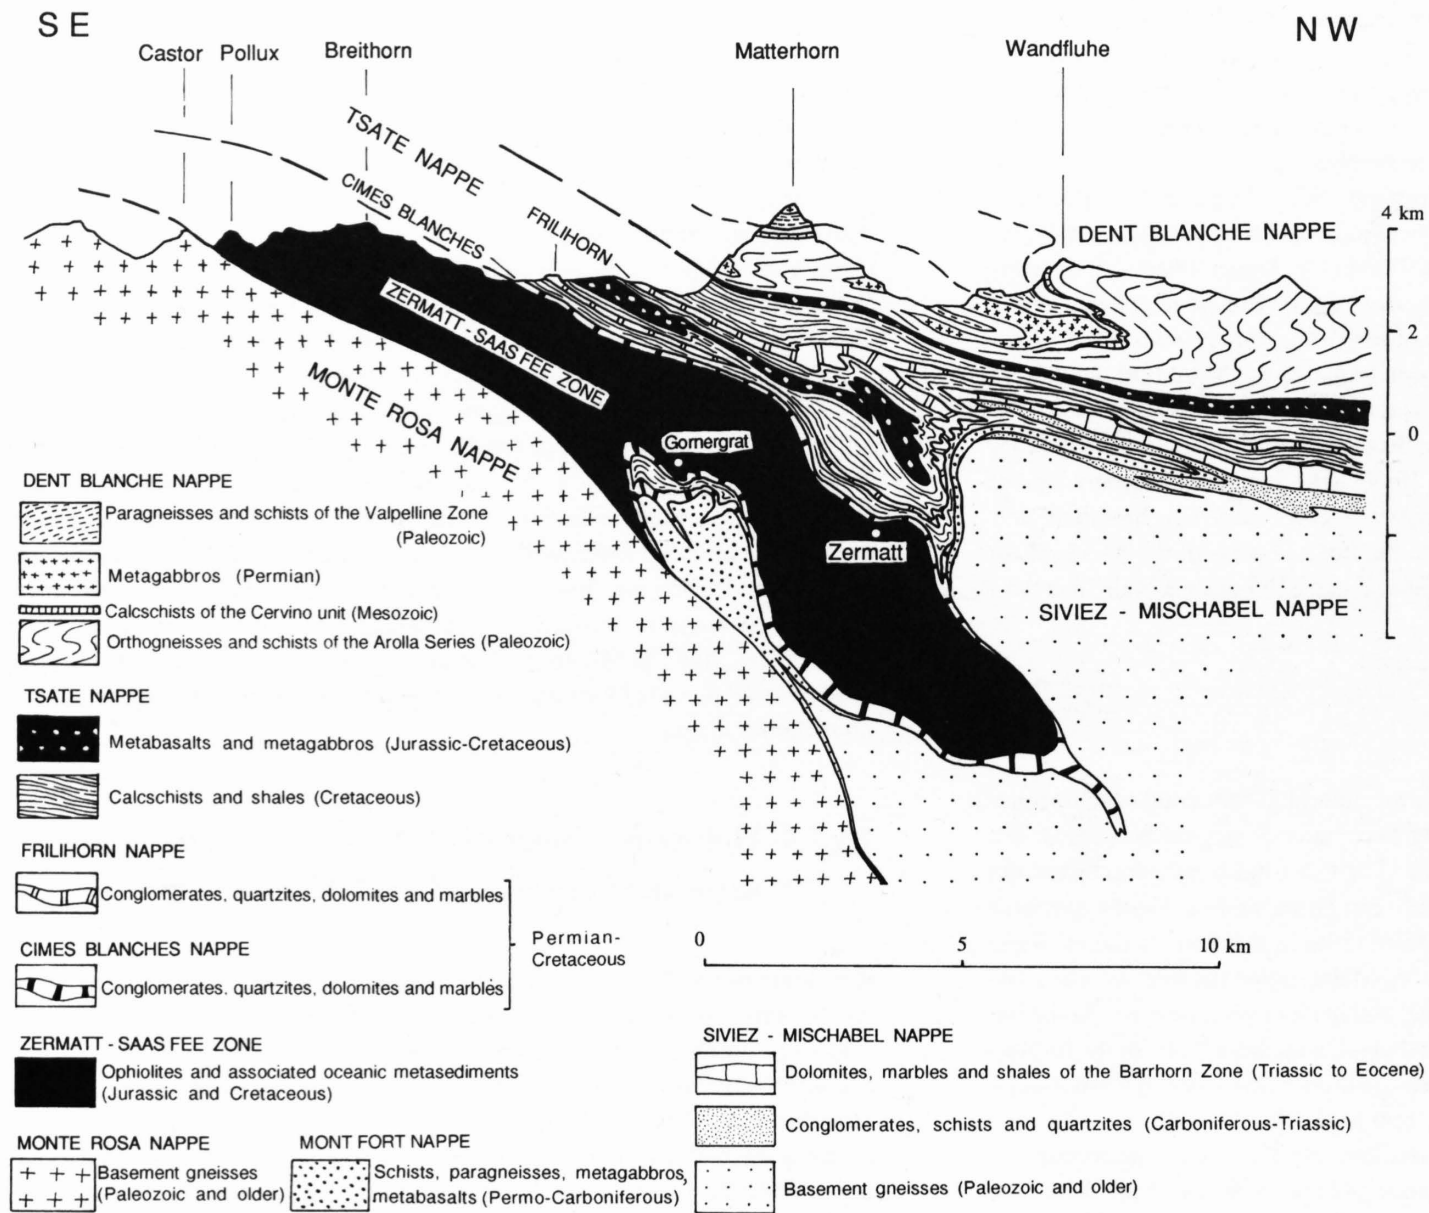 SE
NW
Castor
Pollux
Breithorn
Matterhorn
Wandfluhe
TSATE NAPPE
CIMES BLANCHES
FRILIHORN
DENT BLANCHE NAPPE
4 km
2
0
ZERMATT-SAAS FEE ZONE
MONTE ROSA NAPPE
Gornergrat
Zermatt
SIVIEZ - MISCHABEL NAPPE
DENT BLANCHE NAPPE
Paragneisses and schists of the Valpelline Zone
(Paleozoic)
Metagabbros (Permian)
Calcschists of the Cervino unit (Mesozoic)
Orthogneisses and schists of the Arolla Series (Paleozoic)
TSATE NAPPE
Metabasalts and metagabbros (Jurassic-Cretaceous)
Calcschists and shales (Cretaceous)
FRILIHORN NAPPE
Conglomerates, quartzites, dolomites and marbles
CIMES BLANCHES NAPPE
Conglomerates, quartzites, dolomites and marbles
Permian-
Cretaceous
ZERMATT - SAAS FEE ZONE
Ophiolites and associated oceanic metasediments
(Jurassic and Cretaceous)
MONTE ROSA NAPPE
Basement gneisses
(Paleozoic and older)
MONT FORT NAPPE
Schists, paragneisses, metagabbros,
metabasalts (Permo-Carboniferous)
0
5
10 km
SIVIEZ - MISCHABEL NAPPE
Dolomites, marbles and shales of the Barrhorn Zone (Triassic to Eocene)
Conglomerates, schists and quartzites (Carboniferous-Triassic)
Basement gneisses (Paleozoic and older)